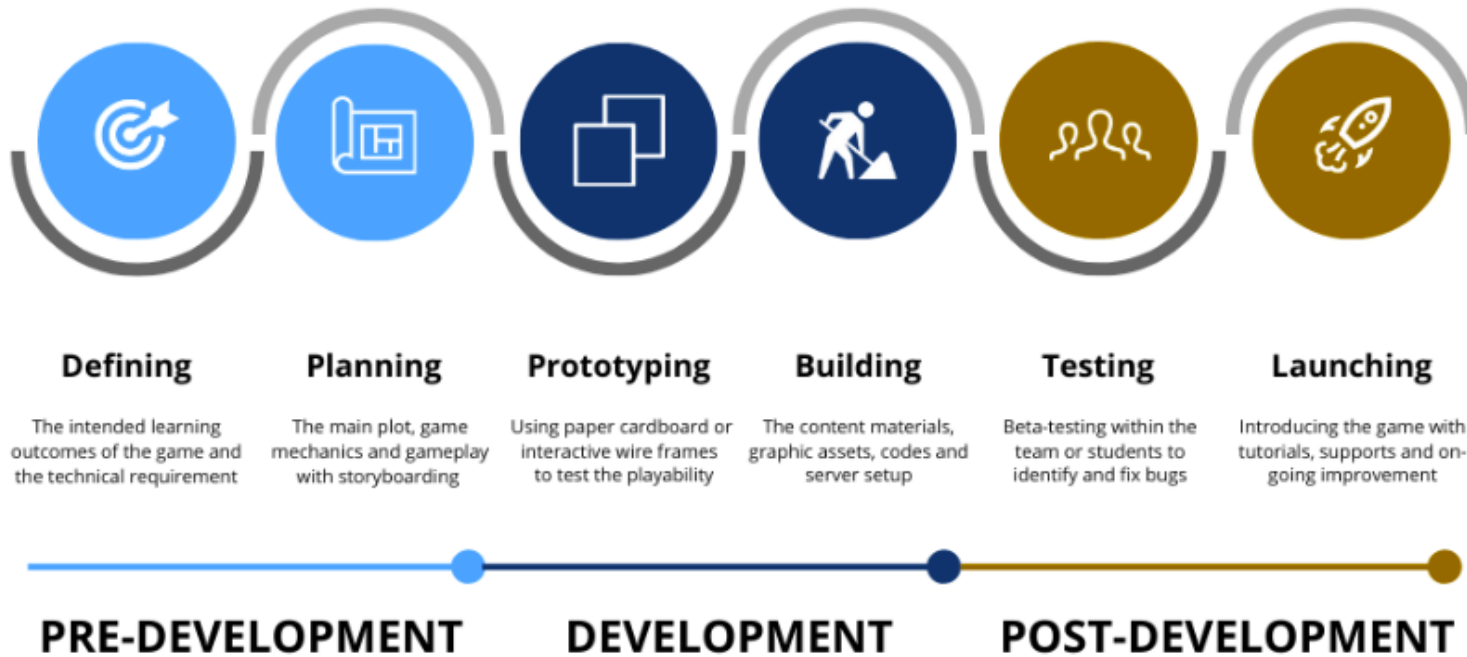 Defining
The intended learning
outcomes of the game and
the technical requirement
Planning
The main plot, game
mechanics and gameplay
with storyboarding
Prototyping
Using paper cardboard or
interactive wire frames
to test the playability
Building
The content materials,
graphic assets, codes and
server setup
Testing
Beta-testing within the
team or students to
identify and fix bugs
Launching
Introducing the game with
tutorials, supports and on-
going improvement
PRE-DEVELOPMENT
DEVELOPMENT
POST-DEVELOPMENT